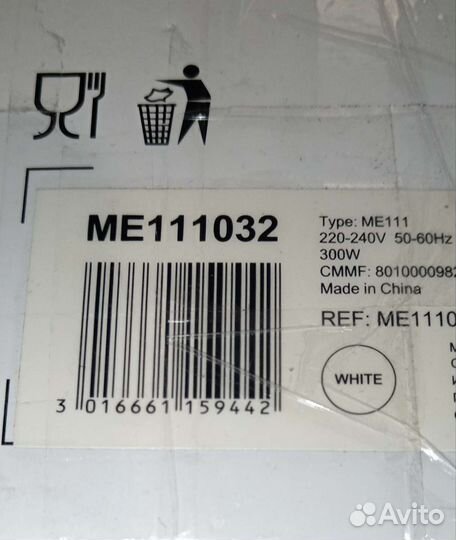 ME111032
Type: ME111
220-240V 50-60Hz
300W
CMMF: 801000098
Made in China
REF: ME1110
WHITE
3 016661 159442
Avito